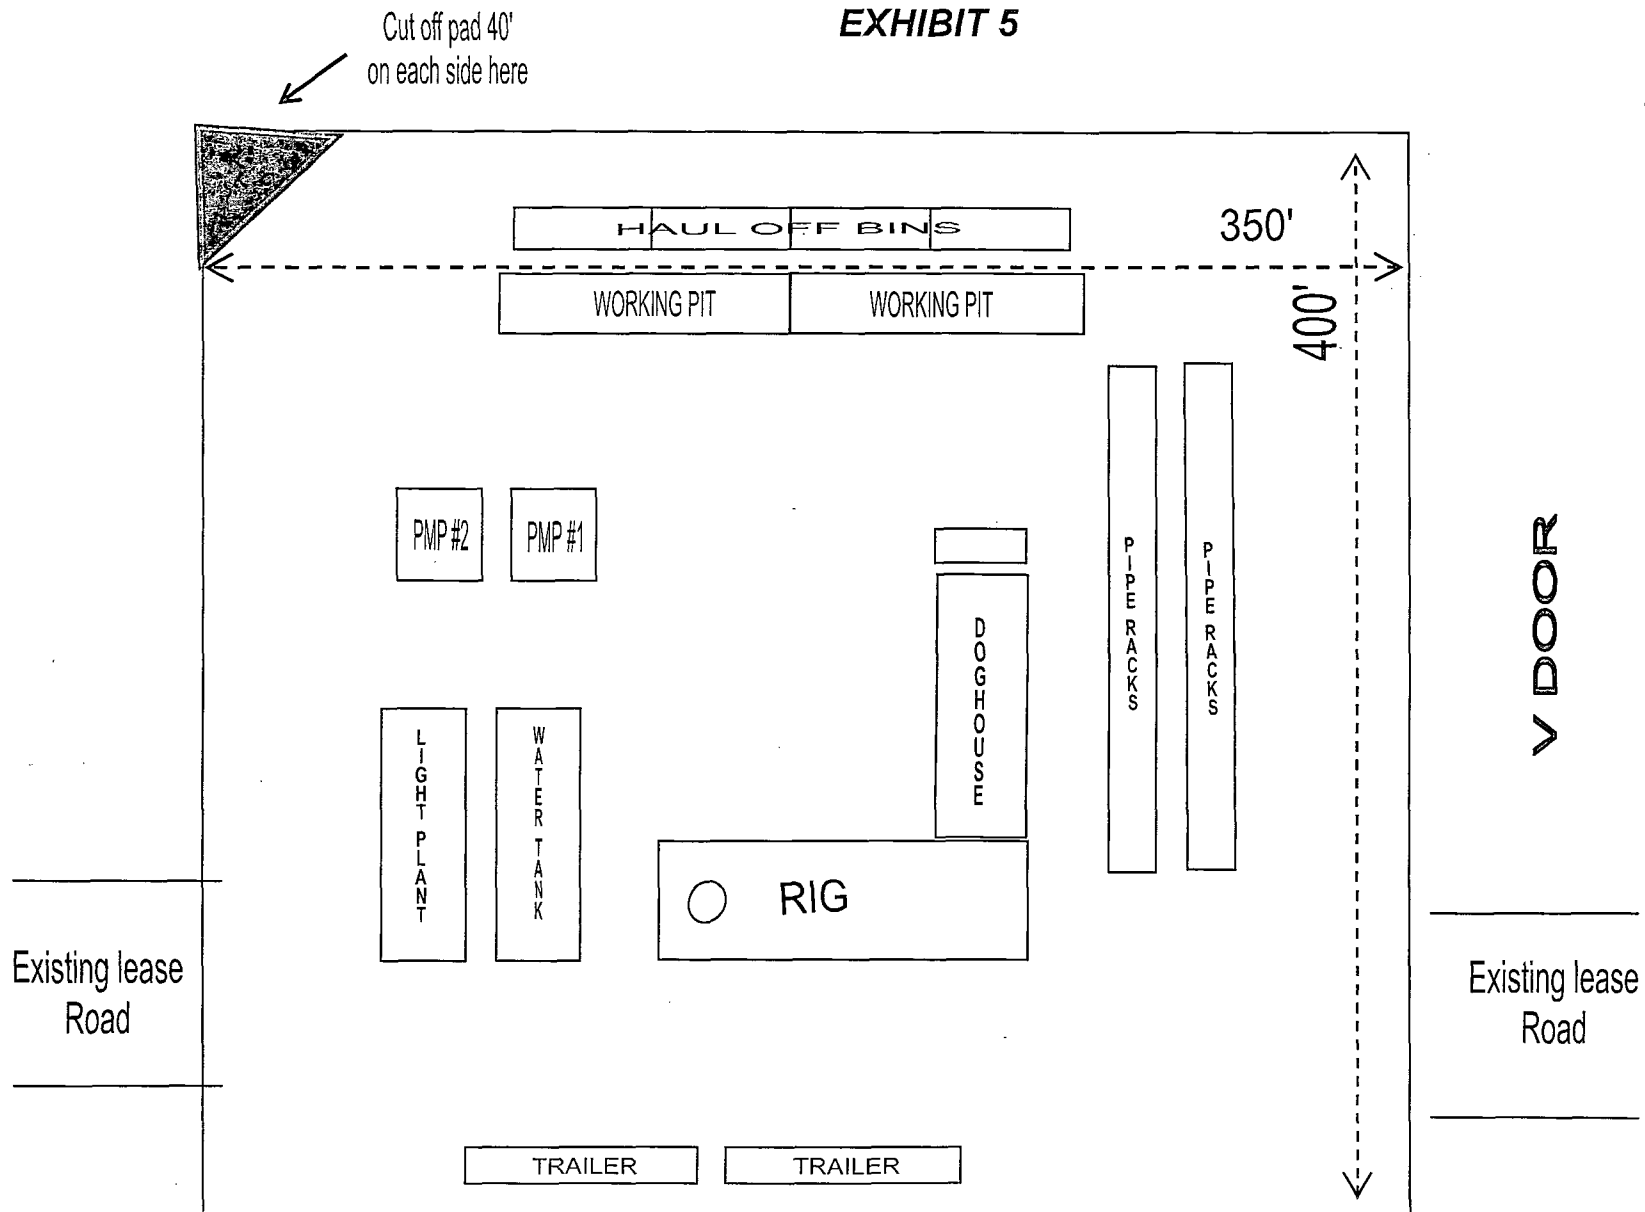 EXHIBIT 5
Cut off pad 40'
on each side here
HAUL OFF BINS
350'
400'
WORKING PIT
WORKING PIT
PMP #2
PMP #1
PIPE RACKS
PIPE RACKS
V DOOR
DOGHOUSE
LIGHT PLANT
WATER TANK
RIG
Existing lease
Road
Existing lease
Road
TRAILER
TRAILER